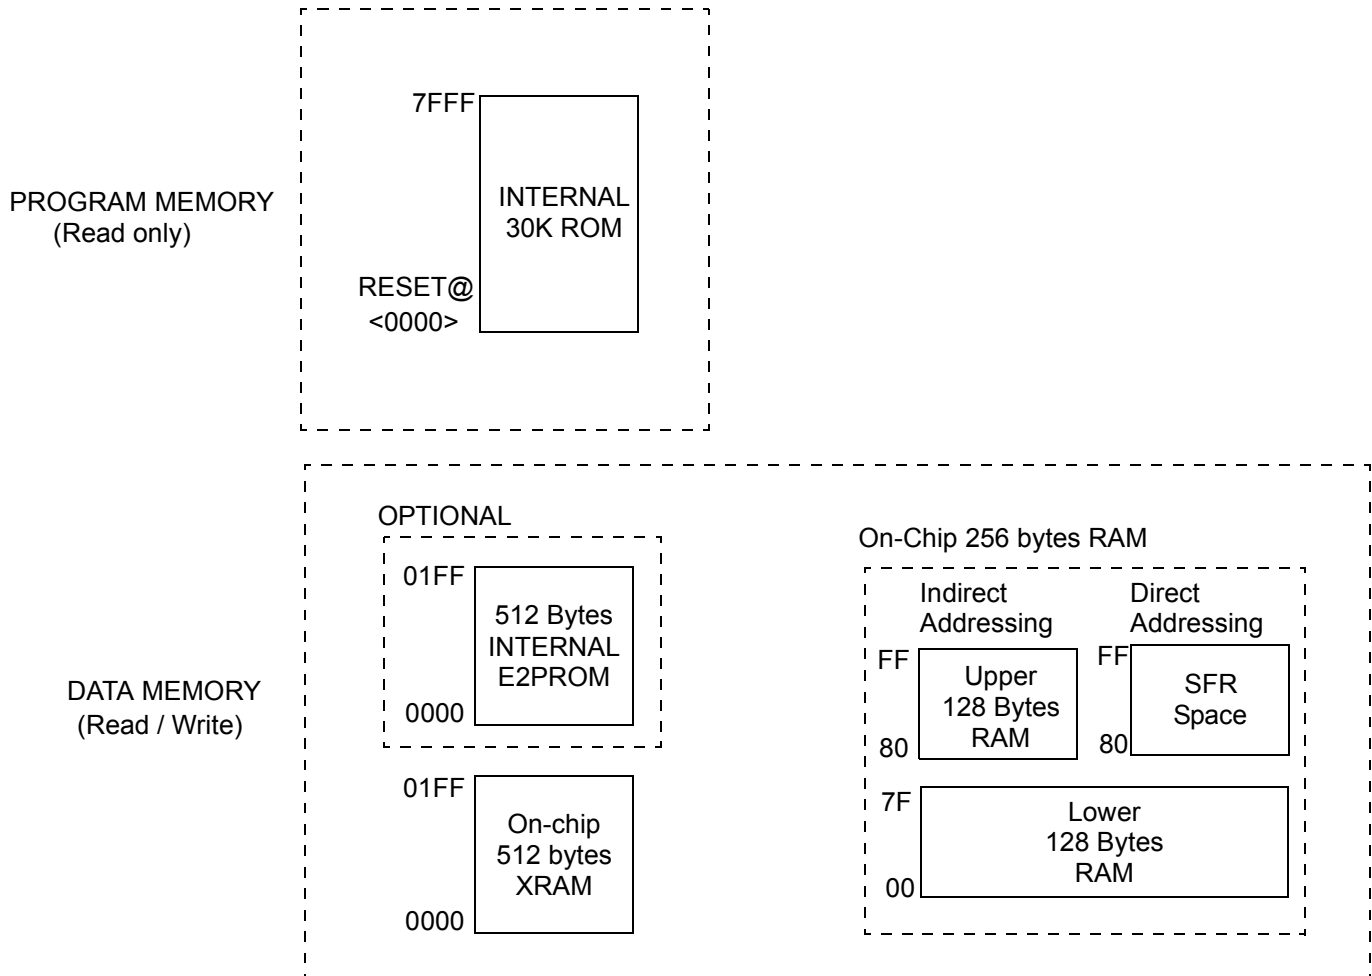 7FFF
INTERNAL
30K ROM
PROGRAM MEMORY
(Read only)
RESET@
<0000>
OPTIONAL
01FF
512 Bytes
INTERNAL
E2PROM
0000
DATA MEMORY
(Read / Write)
01FF
On-chip
512 bytes
XRAM
0000
On-Chip 256 bytes RAM
Indirect
Addressing
Direct
Addressing
FF
Upper
128 Bytes
RAM
80
FF
SFR
Space
80
7F
Lower
128 Bytes
RAM
00